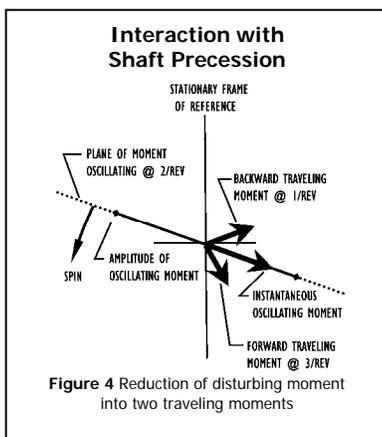 Interaction with
Shaft Precession
STATIONARY FRAME
OF REFERENCE
PLANE OF MOMENT
OSCILLATING @ 2/REV
BACKWARD TRAVELING
MOMENT @ 1/REV
SPIN
AMPLITUDE OF
OSCILLATING MOMENT
INSTANTANEOUS
OSCILLATING MOMENT
FORWARD TRAVELING
MOMENT @ 3/REV
Figure 4 Reduction of disturbing moment
into two traveling moments